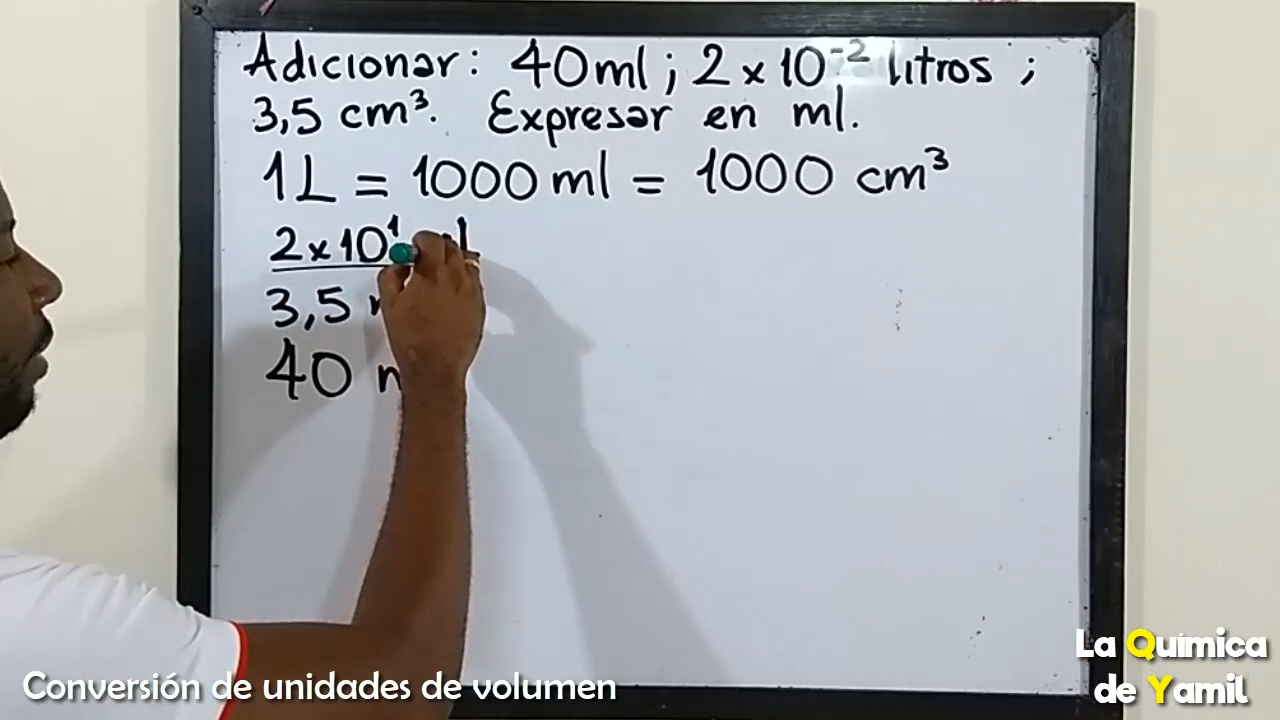 Adicionar: 40ml; 2 x 10⁻² litros;
3,5 cm³. Expresar en ml.
1L = 1000 ml = 1000 cm³
2 x 10¹
3,5
40
Conversión de unidades de volumen
La Química
de Yamil